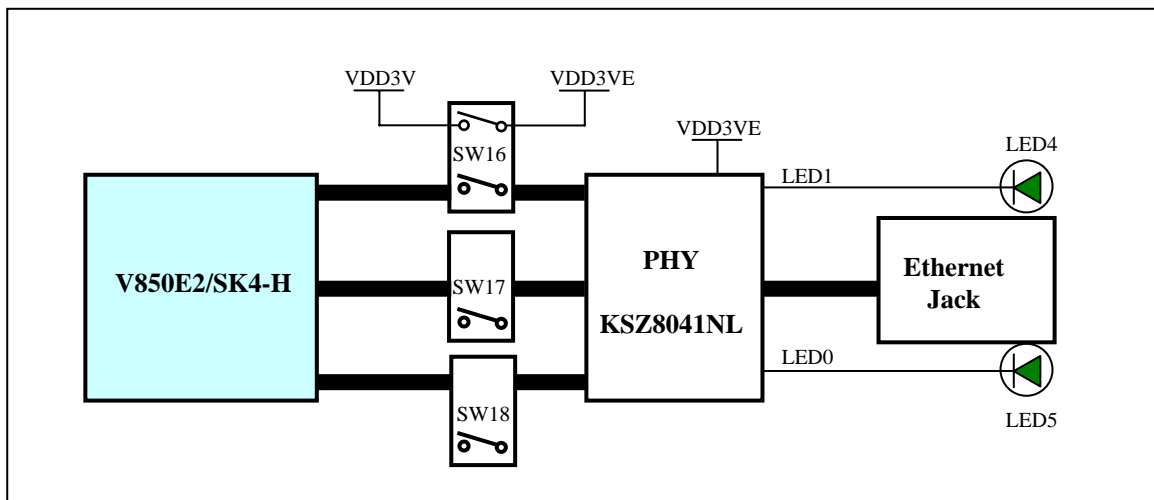 VDD3V
VDD3VE
SW16
VDD3VE
LED4
LED1
V850E2/SK4-H
SW17
PHY
KSZ8041NL
Ethernet
Jack
LED0
SW18
LED5